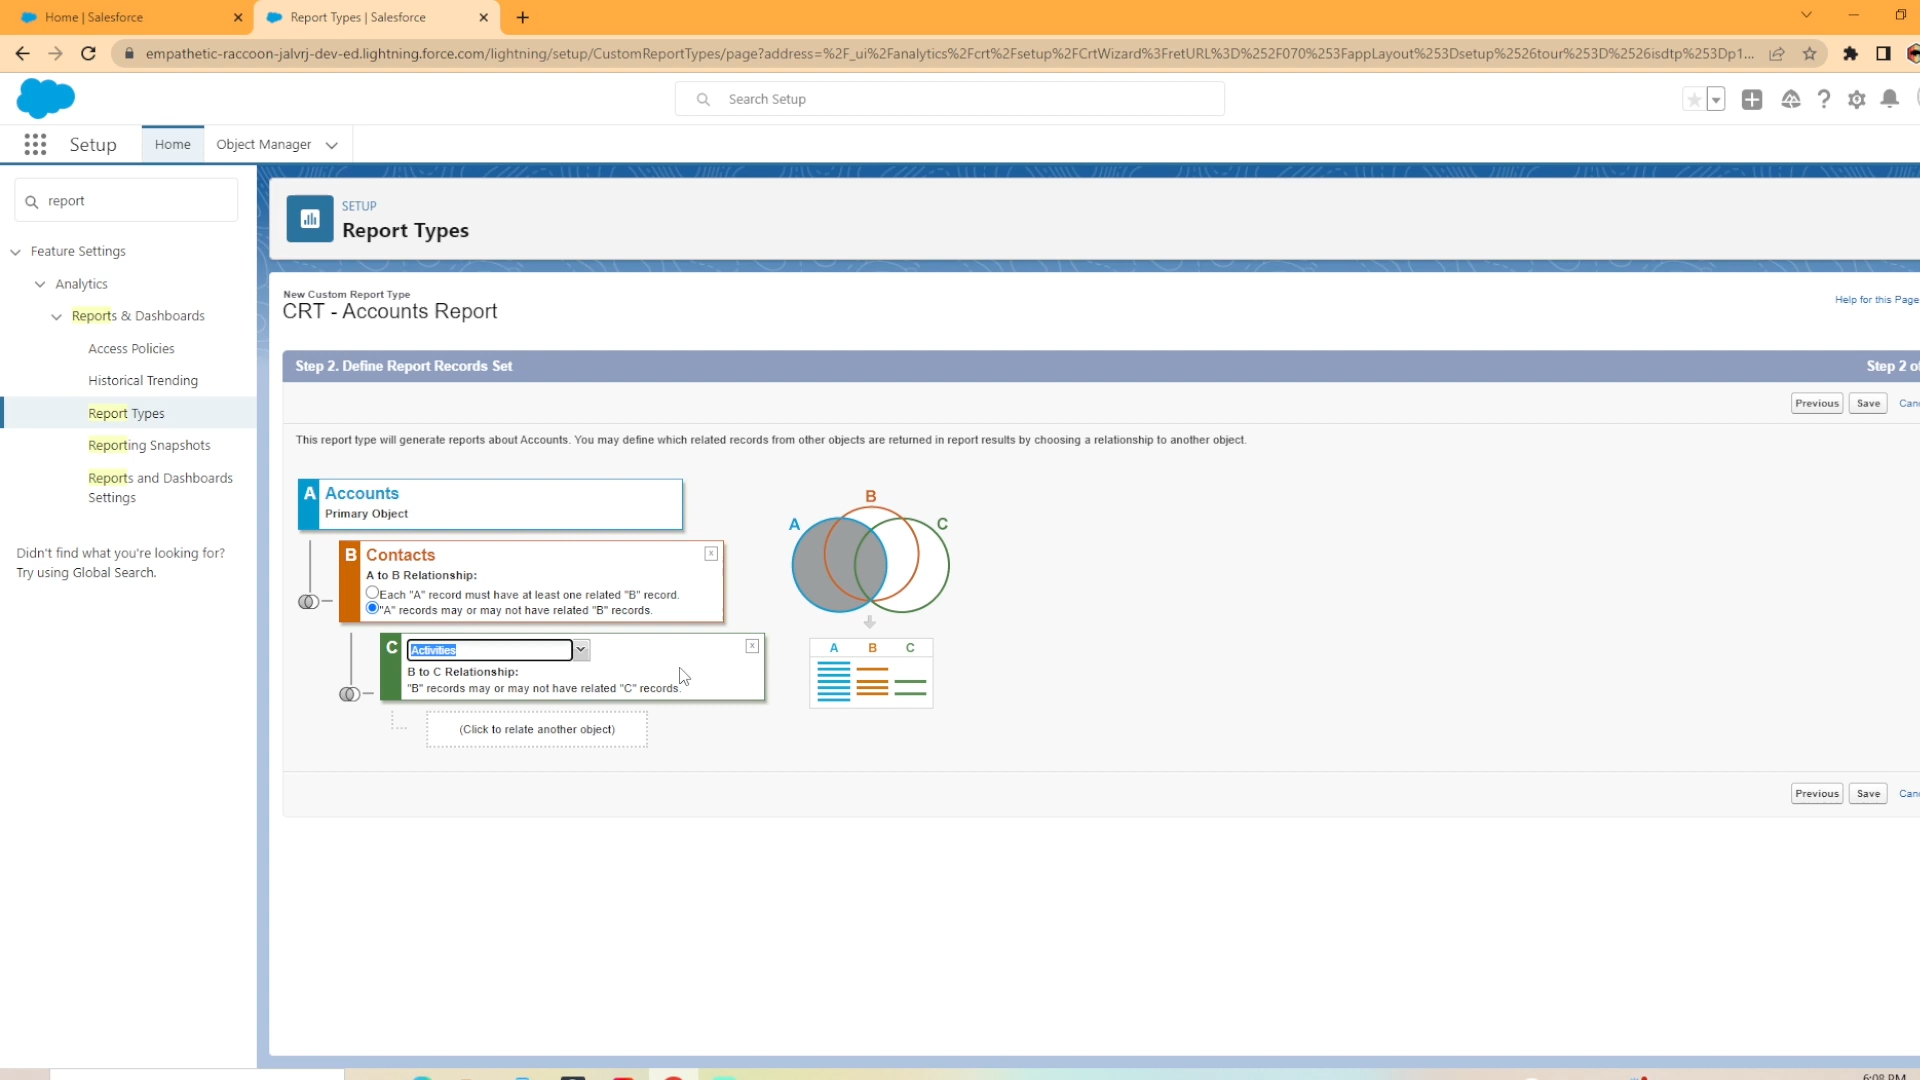 Home | Salesforce
Report Types | Salesforce
empathetic-raccoon-jalvrj-dev-ed.lightning.force.com/lightning/setup/CustomReportTypes/page?address=%2F_ui%2Fanalytics%2Fcrt%2Fsetup%2FCrtWizard%3FretURL%3D%252F070%253FappLayout%253Dsetup%2526tour%253D%2526isdtp%253Dp1...
Search Setup
Setup
Home
Object Manager
report
SETUP
Report Types
Feature Settings
Analytics
Reports & Dashboards
Access Policies
Historical Trending
Report Types
Reporting Snapshots
Reports and Dashboards
Settings
Didn't find what you're looking for?
Try using Global Search.
New Custom Report Type
CRT - Accounts Report
Help for this Page
Step 2. Define Report Records Set
Step 2 of
Previous
Save
Can
This report type will generate reports about Accounts. You may define which related records from other objects are returned in report results by choosing a relationship to another object.
A Accounts
Primary Object
B Contacts
x
A to B Relationship:
Each "A" record must have at least one related "B" record.
"A" records may or may not have related "B" records.
C Activities
x
B to C Relationship:
"B" records may or may not have related "C" records.
(Click to relate another object)
A
B
C
A B C
Previous
Save
Can
6:08 PM